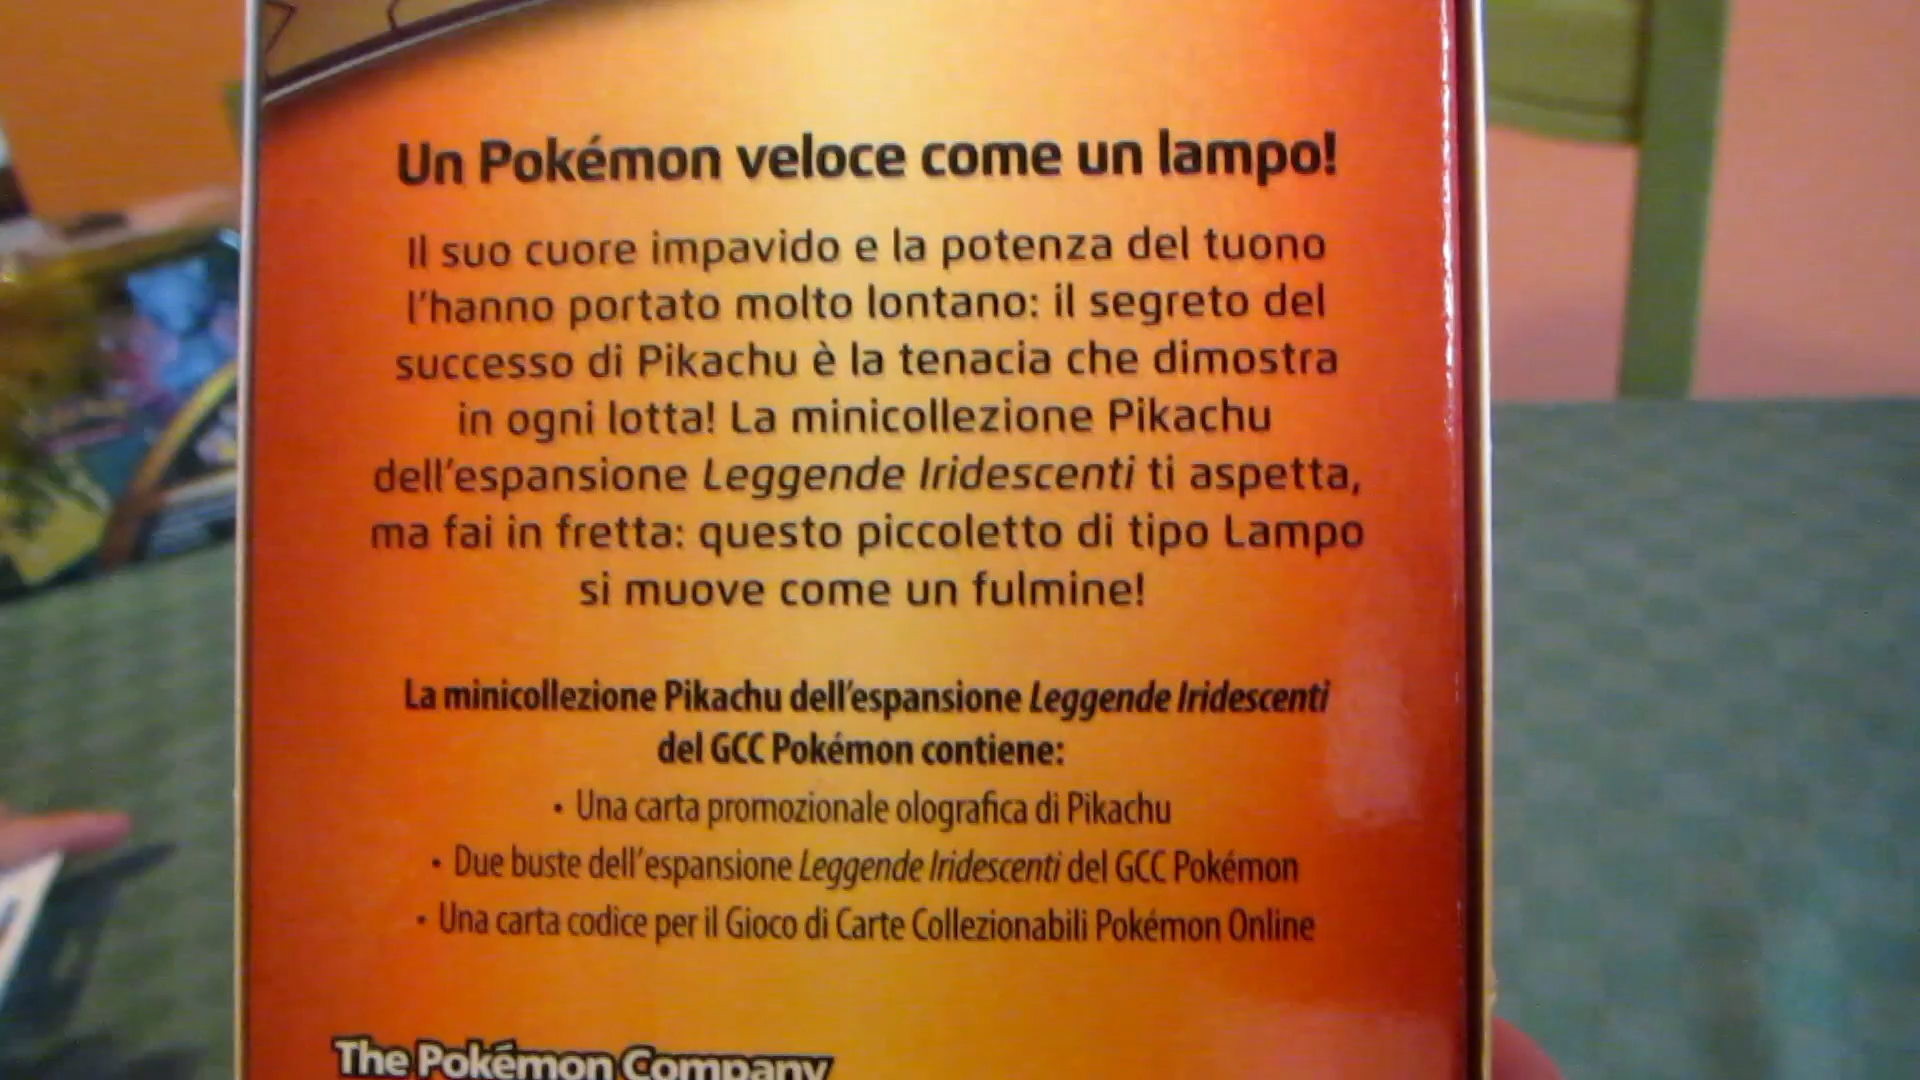 Un Pokémon veloce come un lampo!
Il suo cuore impavido e la potenza del tuono
l'hanno portato molto lontano: il segreto del
successo di Pikachu è la tenacia che dimostra
in ogni lotta! La minicollezione Pikachu
dell'espansione Leggende Iridescenti ti aspetta,
ma fai in fretta: questo piccoletto di tipo Lampo
si muove come un fulmine!
La minicollezione Pikachu dell'espansione Leggende Iridescenti
del GCC Pokémon contiene:
• Una carta promozionale olografica di Pikachu
• Due buste dell'espansione Leggende Iridescenti del GCC Pokémon
• Una carta codice per il Gioco di Carte Collezionabili Pokémon Online
The Pokémon Company